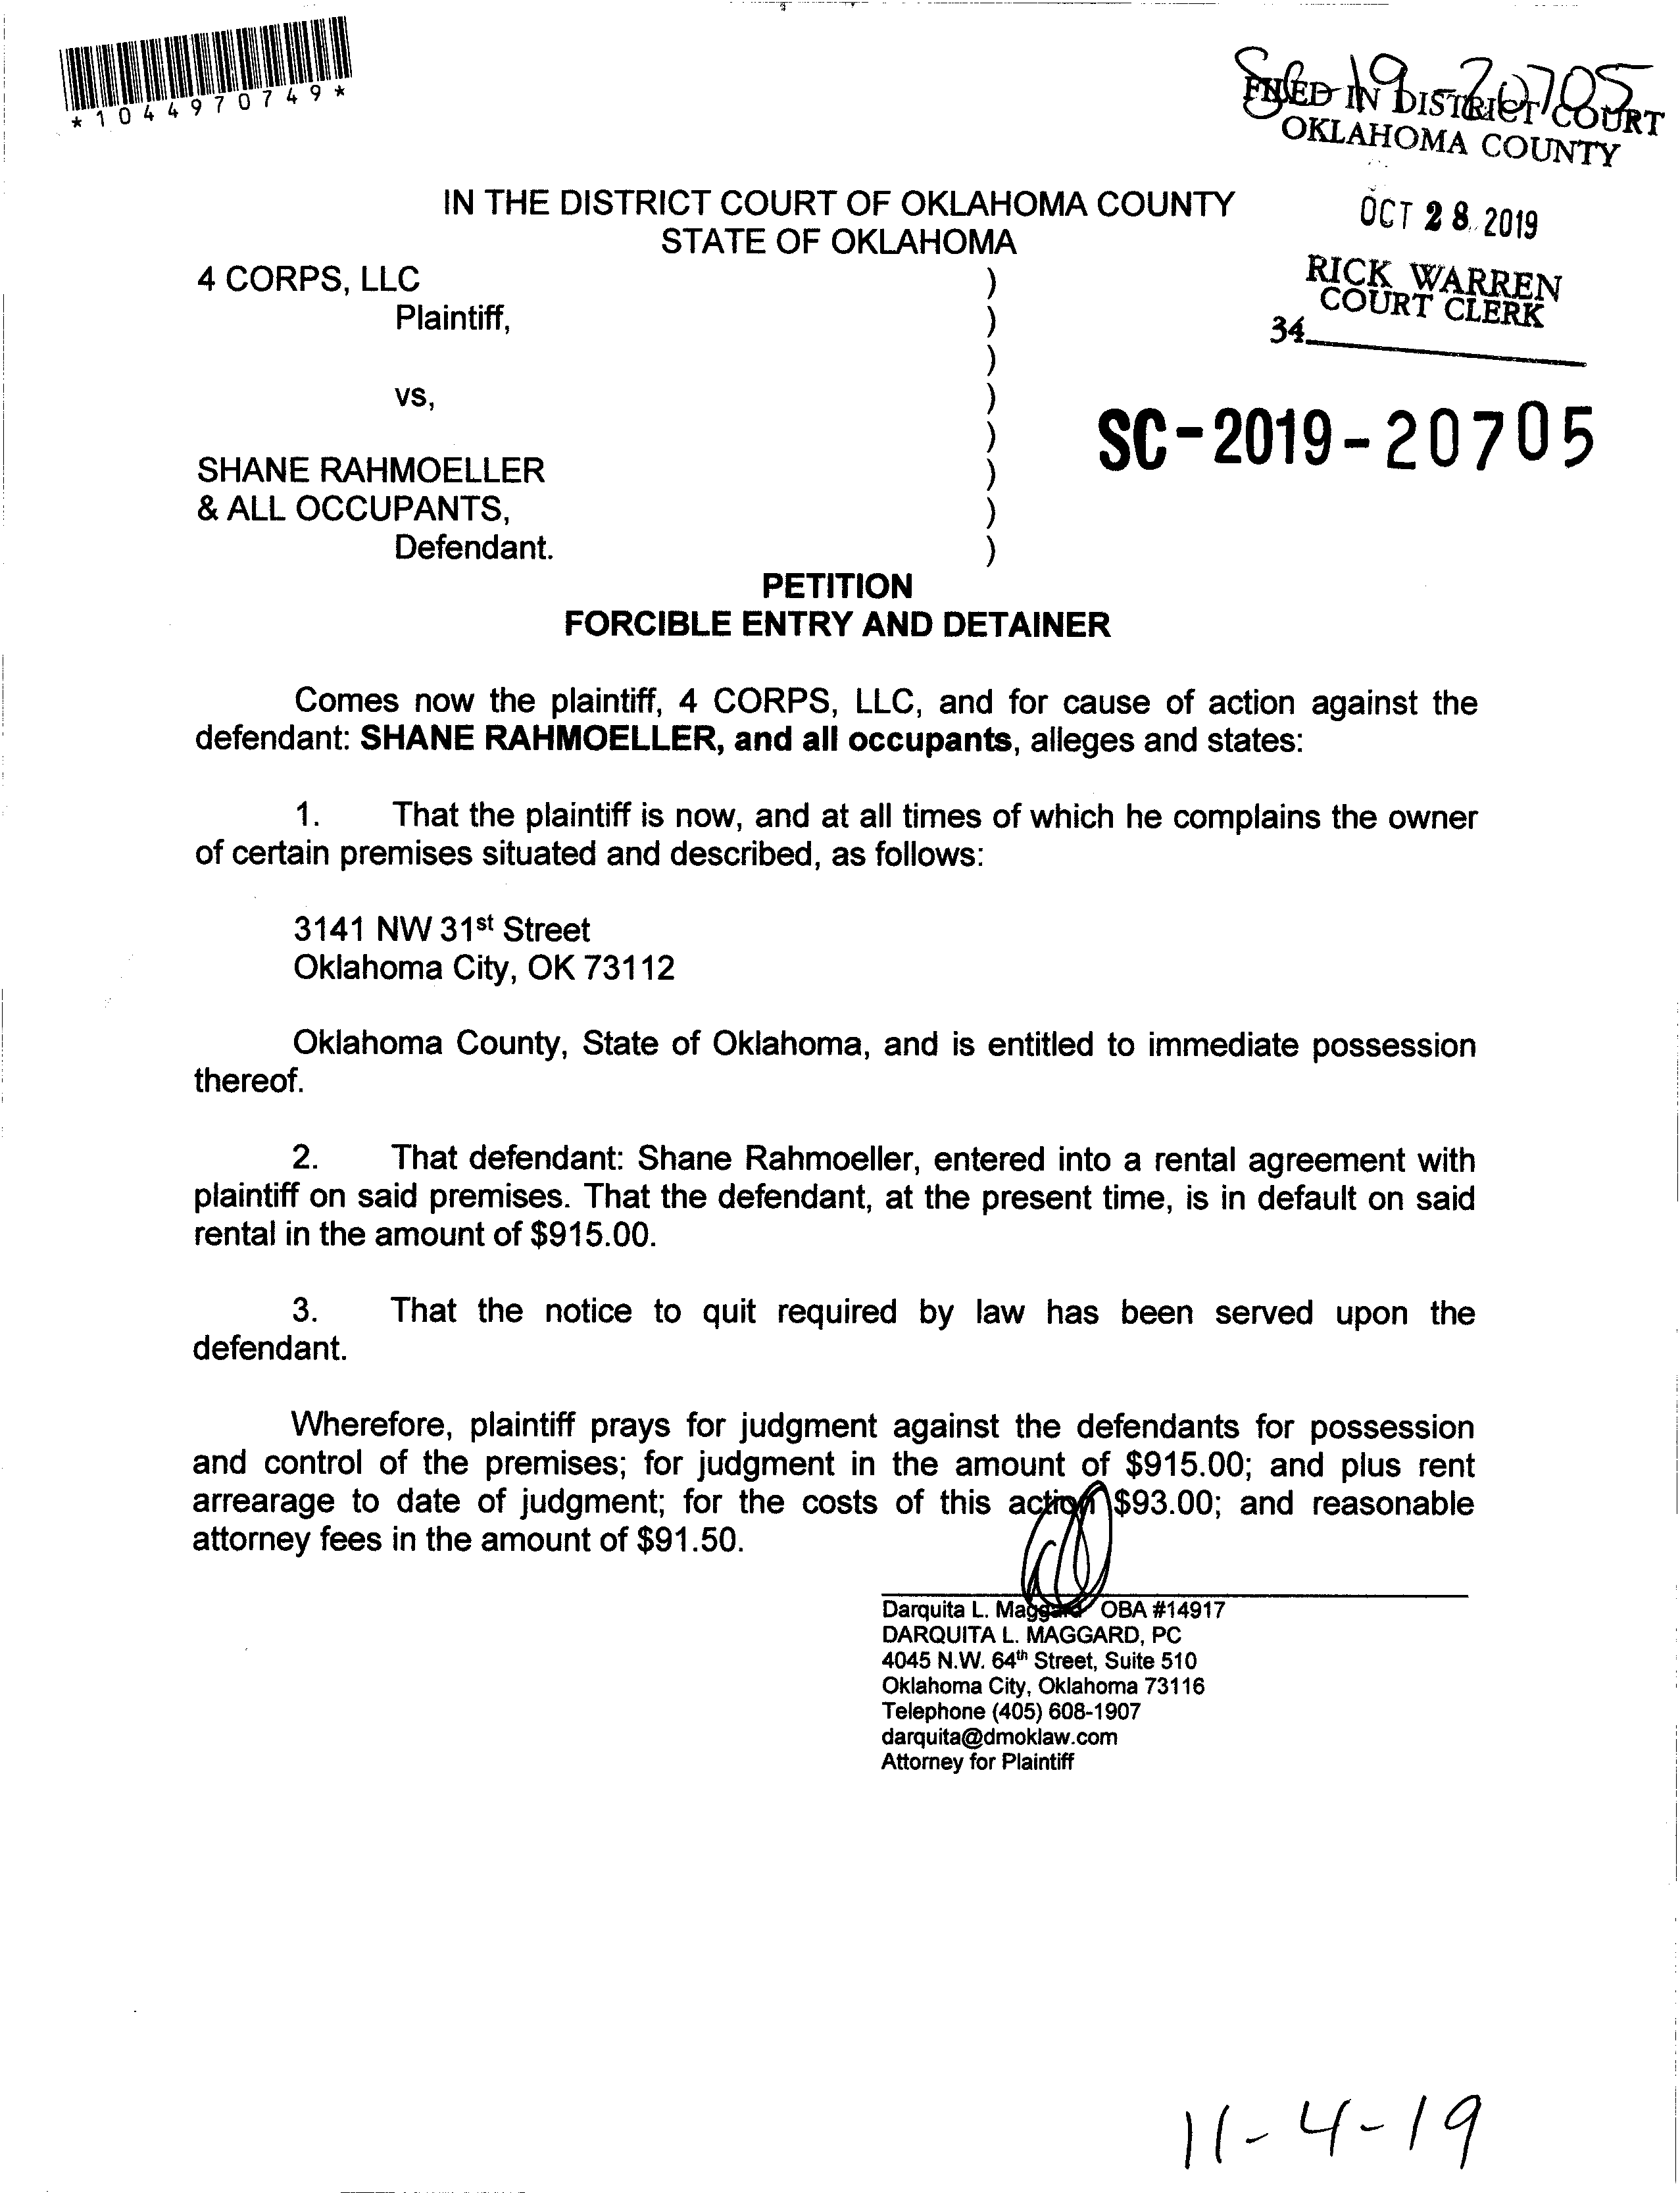 *1044970749*
SC-19-20705
FILED IN DISTRICT COURT
OKLAHOMA COUNTY
OCT 28 2019
RICK WARREN
COURT CLERK
34
SC-2019-20705
IN THE DISTRICT COURT OF OKLAHOMA COUNTY
STATE OF OKLAHOMA
4 CORPS, LLC )
Plaintiff, )
)
vs, )
)
SHANE RAHMOELLER )
& ALL OCCUPANTS, )
Defendant. )
PETITION
FORCIBLE ENTRY AND DETAINER
Comes now the plaintiff, 4 CORPS, LLC, and for cause of action against the
defendant: SHANE RAHMOELLER, and all occupants, alleges and states:
1. That the plaintiff is now, and at all times of which he complains the owner
of certain premises situated and described, as follows:
3141 NW 31st Street
Oklahoma City, OK 73112
Oklahoma County, State of Oklahoma, and is entitled to immediate possession
thereof.
2. That defendant: Shane Rahmoeller, entered into a rental agreement with
plaintiff on said premises. That the defendant, at the present time, is in default on said
rental in the amount of $915.00.
3. That the notice to quit required by law has been served upon the
defendant.
Wherefore, plaintiff prays for judgment against the defendants for possession
and control of the premises; for judgment in the amount of $915.00; and plus rent
arrearage to date of judgment; for the costs of this action $93.00; and reasonable
attorney fees in the amount of $91.50.
Darquita L. Maggard OBA #14917
DARQUITA L. MAGGARD, PC
4045 N.W. 64th Street, Suite 510
Oklahoma City, Oklahoma 73116
Telephone (405) 608-1907
darquita@dmoklaw.com
Attorney for Plaintiff
11-4-19